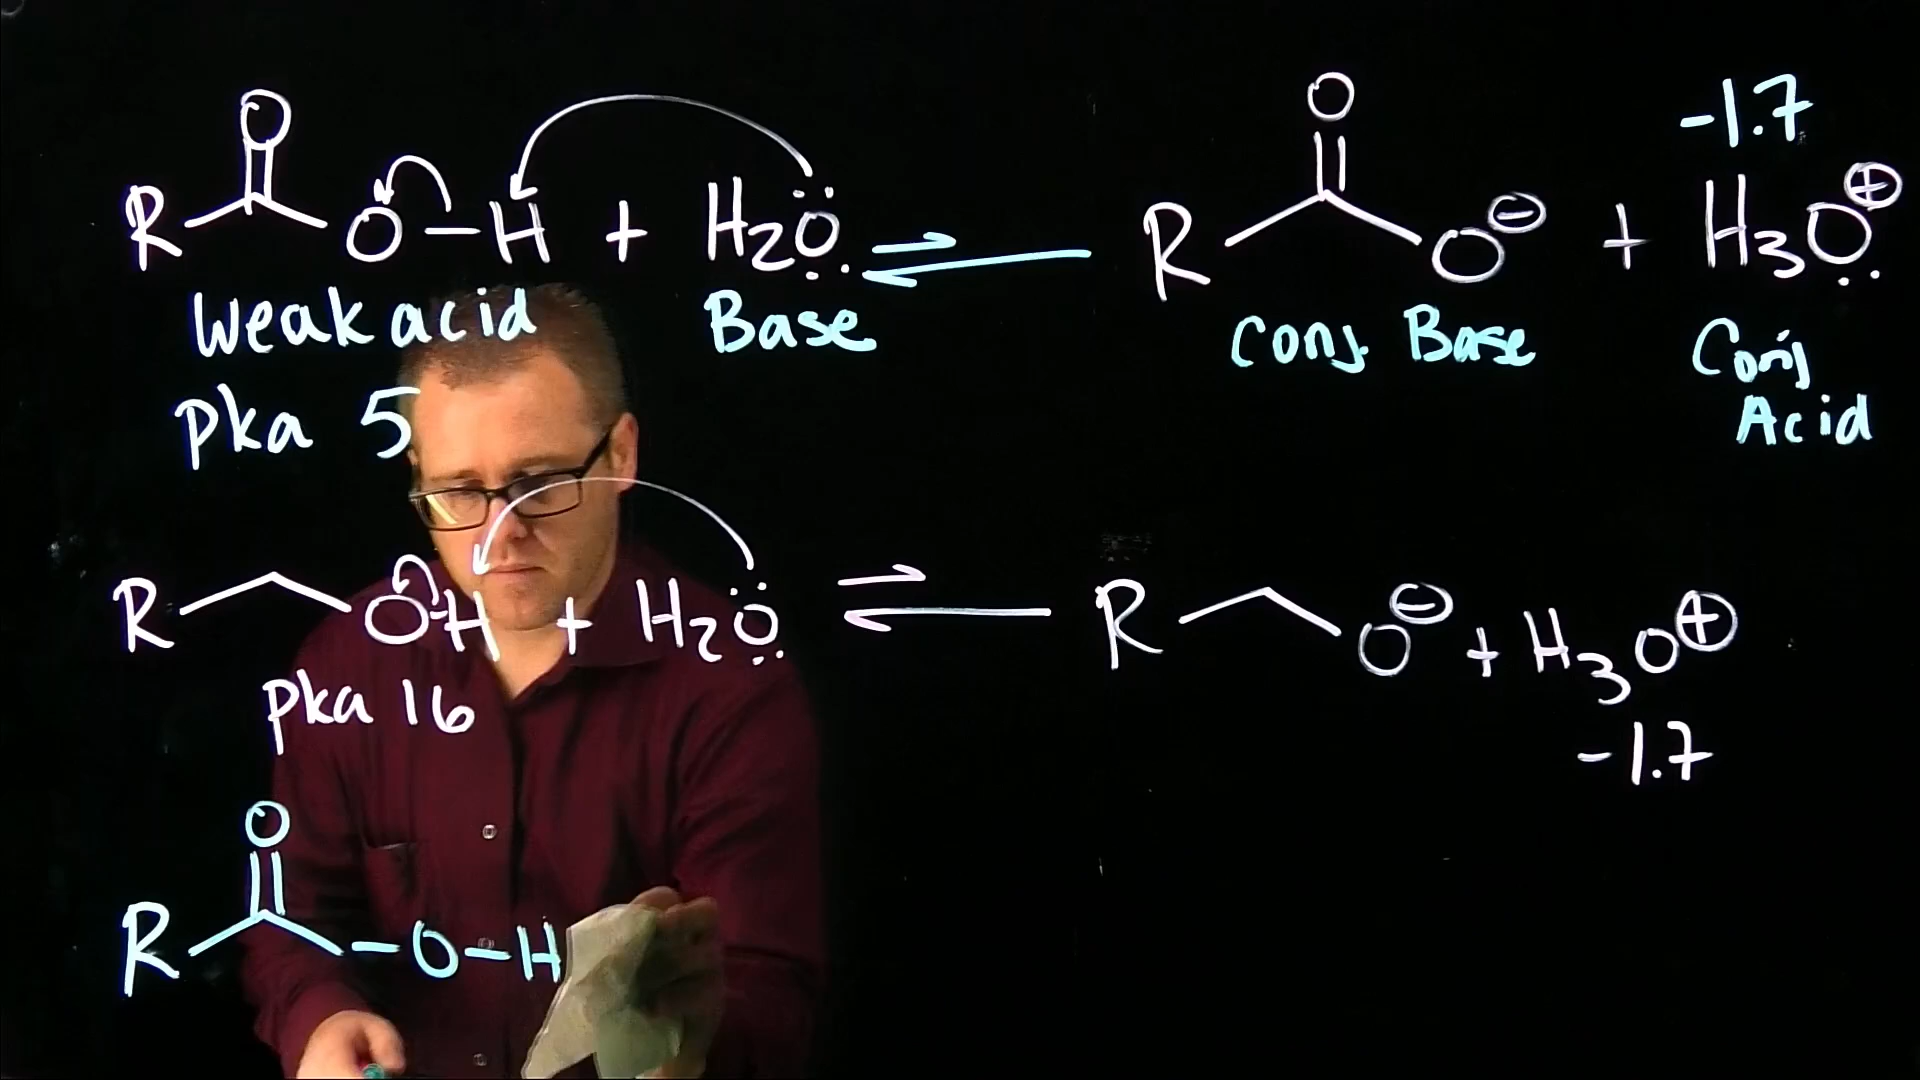 O O -1.7
R O-H + H2O ⇌ R O⊖ + H3O⊕
Weak acid Base Conj. Base Conj
Acid
pka 5
R OH + H2O ⇌ R O⊖ + H3O⊕
pka 16 -1.7
O
R -O-H